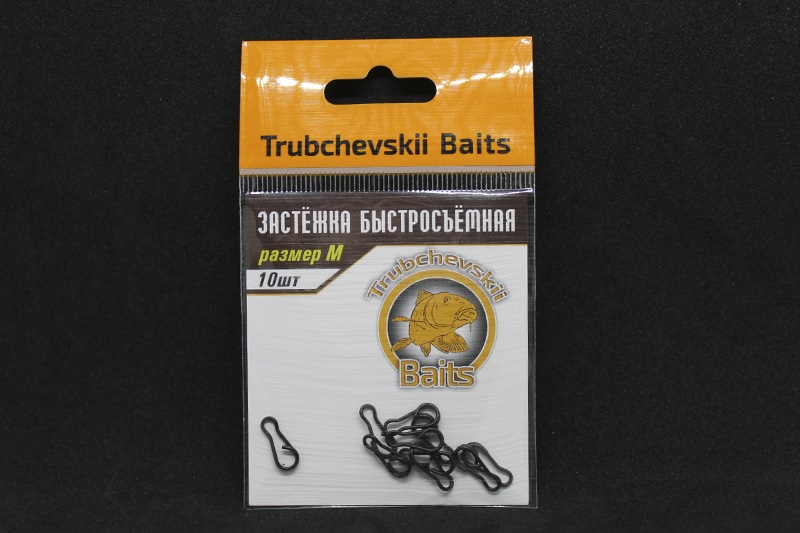 Trubchevskii Baits
ЗАСТЁЖКА БЫСТРОСЪЁМНАЯ
размер M
10шт
Trubchevskii
Baits